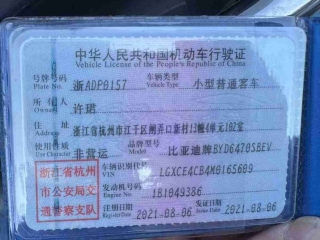 中华人民共和国机动车行驶证
Vehicle License of the People's Republic of China
号牌号码 浙ADP0157 车辆类型 小型普通客车
Plate No. Vehicle Type
所有人 许珺
Owner
住址 浙江省杭州市江干区闸弄口新村13幢4单元102室
Address
使用性质 非营运 品牌型号 比亚迪牌BYD6470SBEV
Use Character Model
浙江省杭州 车辆识别代号 LGXCE4CB4M0165609
市公安局交 VIN
通警察支队 发动机号码 1B1049386
Engine No.
注册日期 2021-08-06 发证日期 2021-08-06
Register Date Issue Date